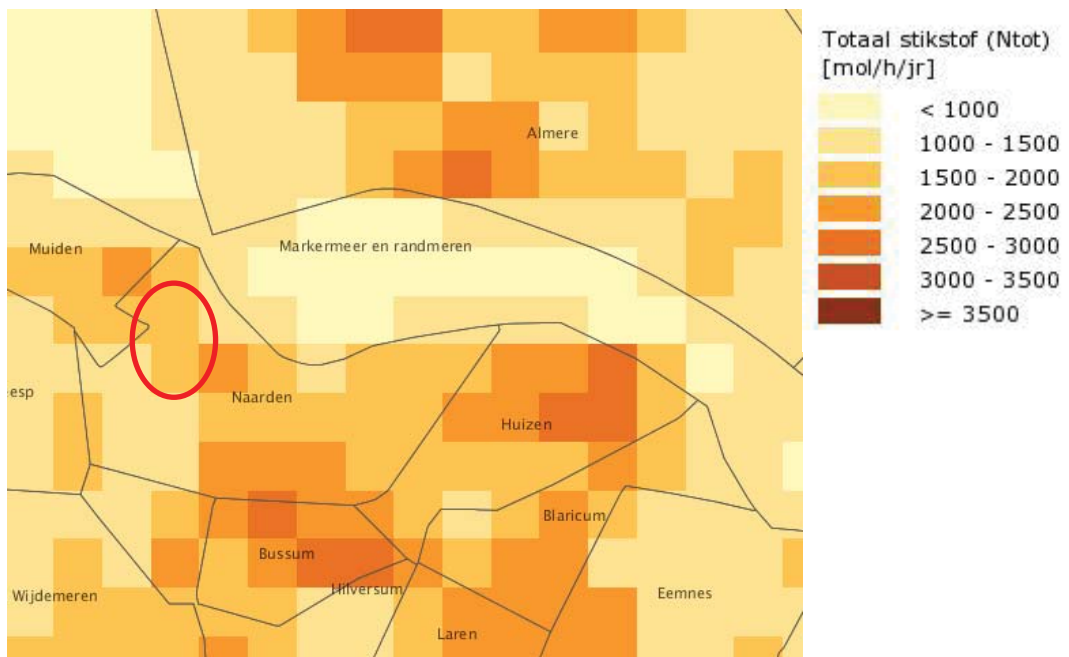 Almere
Muiden
Markermeer en randmeren
esp
Naarden
Huizen
Blaricum
Bussum
Hilversum
Wijdemeren
Eemnes
Laren
Totaal stikstof (Ntot)
[mol/h/jr]
< 1000
1000 - 1500
1500 - 2000
2000 - 2500
2500 - 3000
3000 - 3500
>= 3500